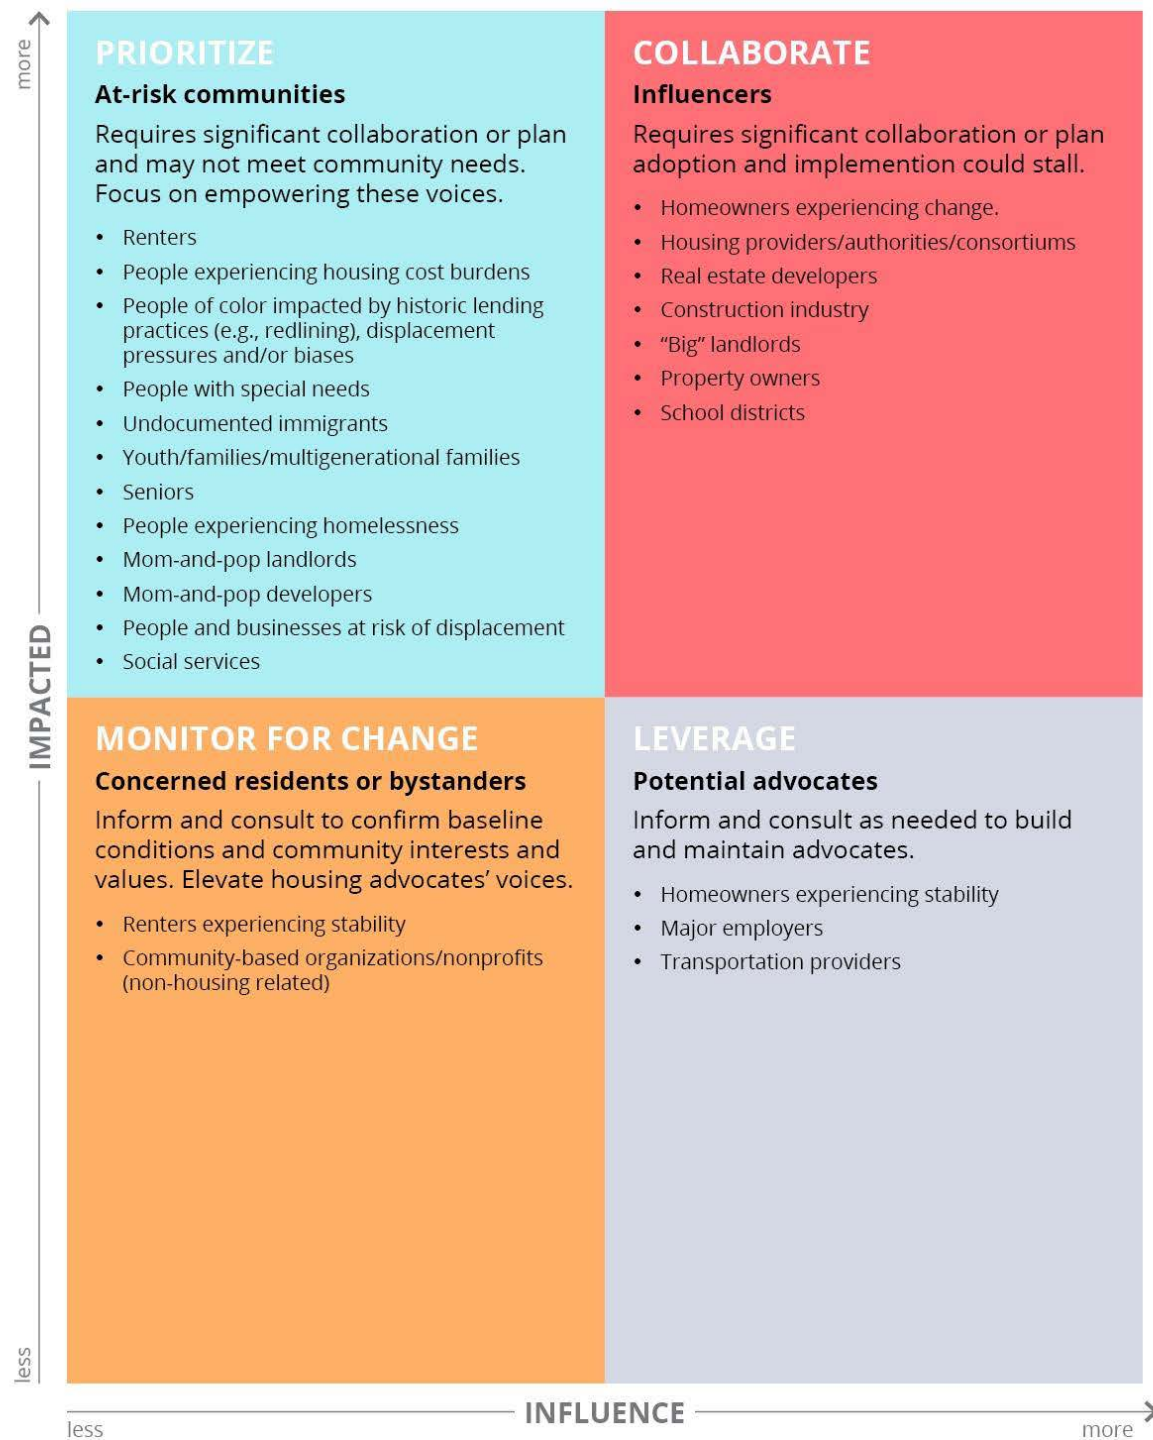 more
PRIORITIZE
At-risk communities
Requires significant collaboration or plan
and may not meet community needs.
Focus on empowering these voices.
• Renters
• People experiencing housing cost burdens
• People of color impacted by historic lending
practices (e.g., redlining), displacement
pressures and/or biases
• People with special needs
• Undocumented immigrants
• Youth/families/multigenerational families
• Seniors
• People experiencing homelessness
• Mom-and-pop landlords
• Mom-and-pop developers
• People and businesses at risk of displacement
• Social services
COLLABORATE
Influencers
Requires significant collaboration or plan
adoption and implemention could stall.
• Homeowners experiencing change.
• Housing providers/authorities/consortiums
• Real estate developers
• Construction industry
• “Big” landlords
• Property owners
• School districts
IMPACTED
MONITOR FOR CHANGE
Concerned residents or bystanders
Inform and consult to confirm baseline
conditions and community interests and
values. Elevate housing advocates’ voices.
• Renters experiencing stability
• Community-based organizations/nonprofits
(non-housing related)
LEVERAGE
Potential advocates
Inform and consult as needed to build
and maintain advocates.
• Homeowners experiencing stability
• Major employers
• Transportation providers
less
INFLUENCE
less
more